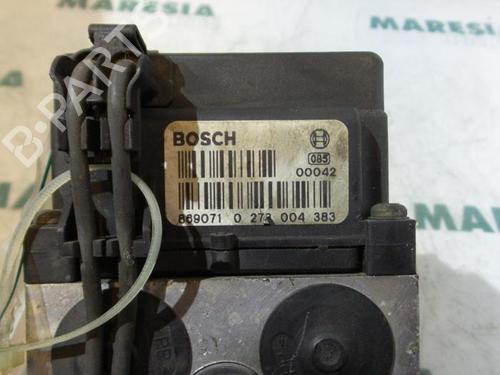 MARESIA
MARESIA
B-PARTS
BOSCH
085
00042
869071 0 273 004 383
MARESIA